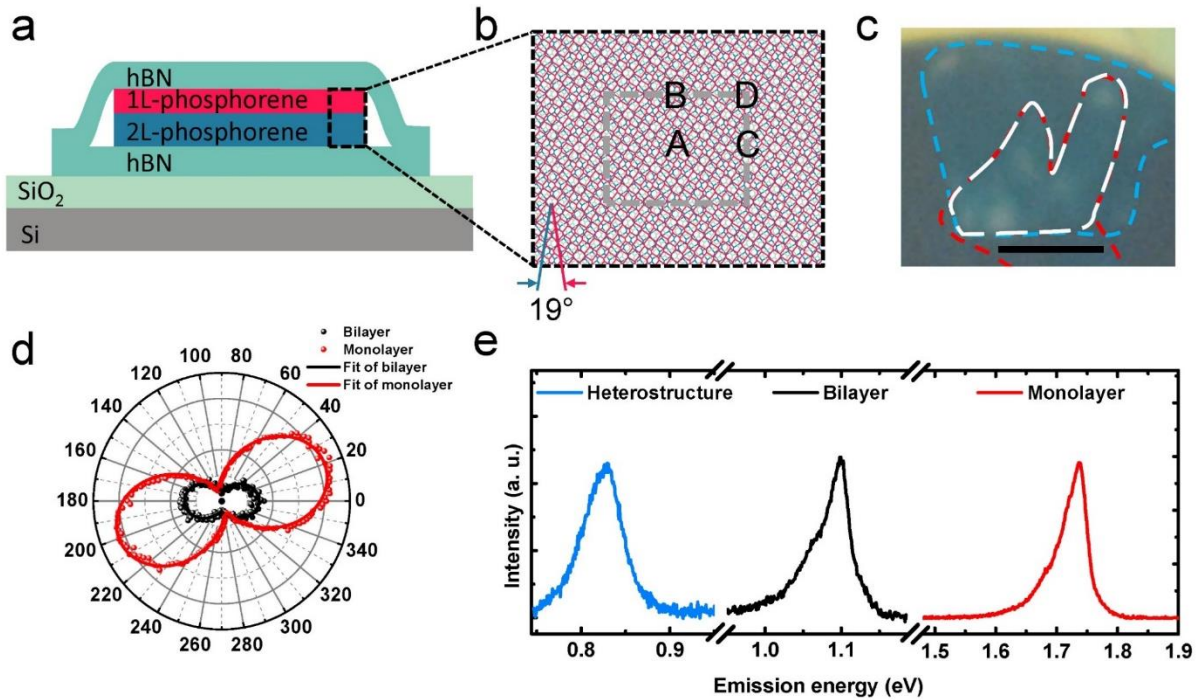 a
hBN
1L-phosphorene
2L-phosphorene
hBN
SiO₂
Si
b
B D
A C
19°
c
d
Bilayer
Monolayer
Fit of bilayer
Fit of monolayer
100 80
120 60
140 40
160 20
180 0
200 340
220 320
240 300
260 280
e
Heterostructure Bilayer Monolayer
Intensity (a. u.)
0.8 0.9 1.0 1.1 1.5 1.6 1.7 1.8 1.9
Emission energy (eV)